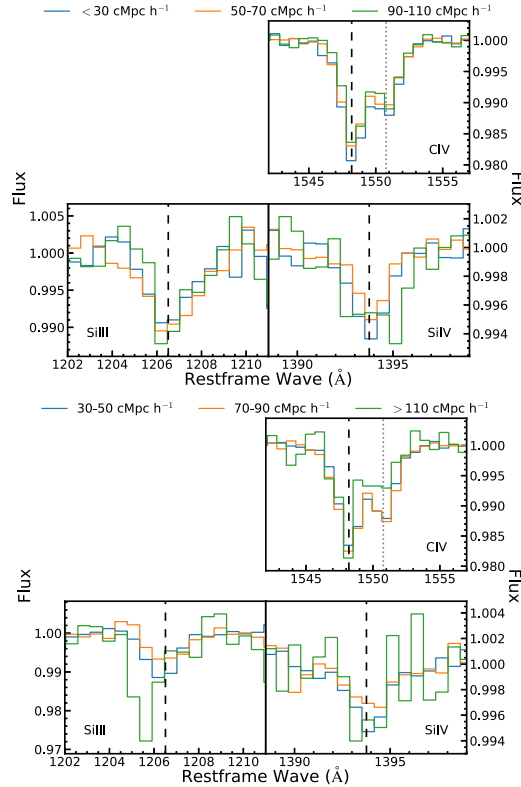 < 30 cMpc h⁻¹ 50-70 cMpc h⁻¹ 90-110 cMpc h⁻¹
1.000
0.995
0.990
0.985
0.980
CIV
1545 1550 1555
Flux
Flux
1.005
1.000
0.995
0.990
SiIII
1.002
1.000
0.998
0.996
0.994
SiIV
1202 1204 1206 1208 1210 1390 1395
Restframe Wave (Å)
30-50 cMpc h⁻¹ 70-90 cMpc h⁻¹ > 110 cMpc h⁻¹
1.000
0.995
0.990
0.985
0.980
CIV
1545 1550 1555
Flux
Flux
1.00
0.99
0.98
0.97
SiIII
1.004
1.002
1.000
0.998
0.996
0.994
SiIV
1202 1204 1206 1208 1210 1390 1395
Restframe Wave (Å)